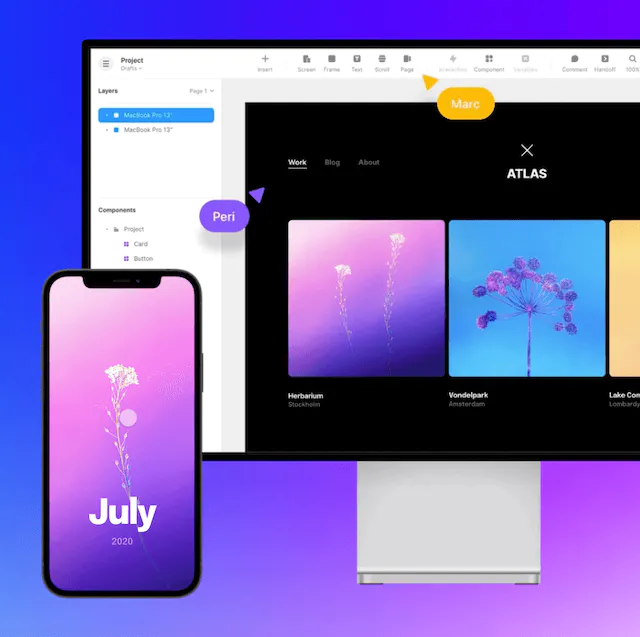 Project
Drafts
Insert
Screen
Frame
Text
Scroll
Page
Interactive
Component
Variables
Comment
Handoff
100%
Layers
Page 1
MacBook Pro 13"
MacBook Pro 13"
Marc
Peri
Components
Project
Card
Button
Work
Blog
About
ATLAS
Herbarium
Stockholm
Vondelpark
Amsterdam
Lake Com
Lombardy
July
2020